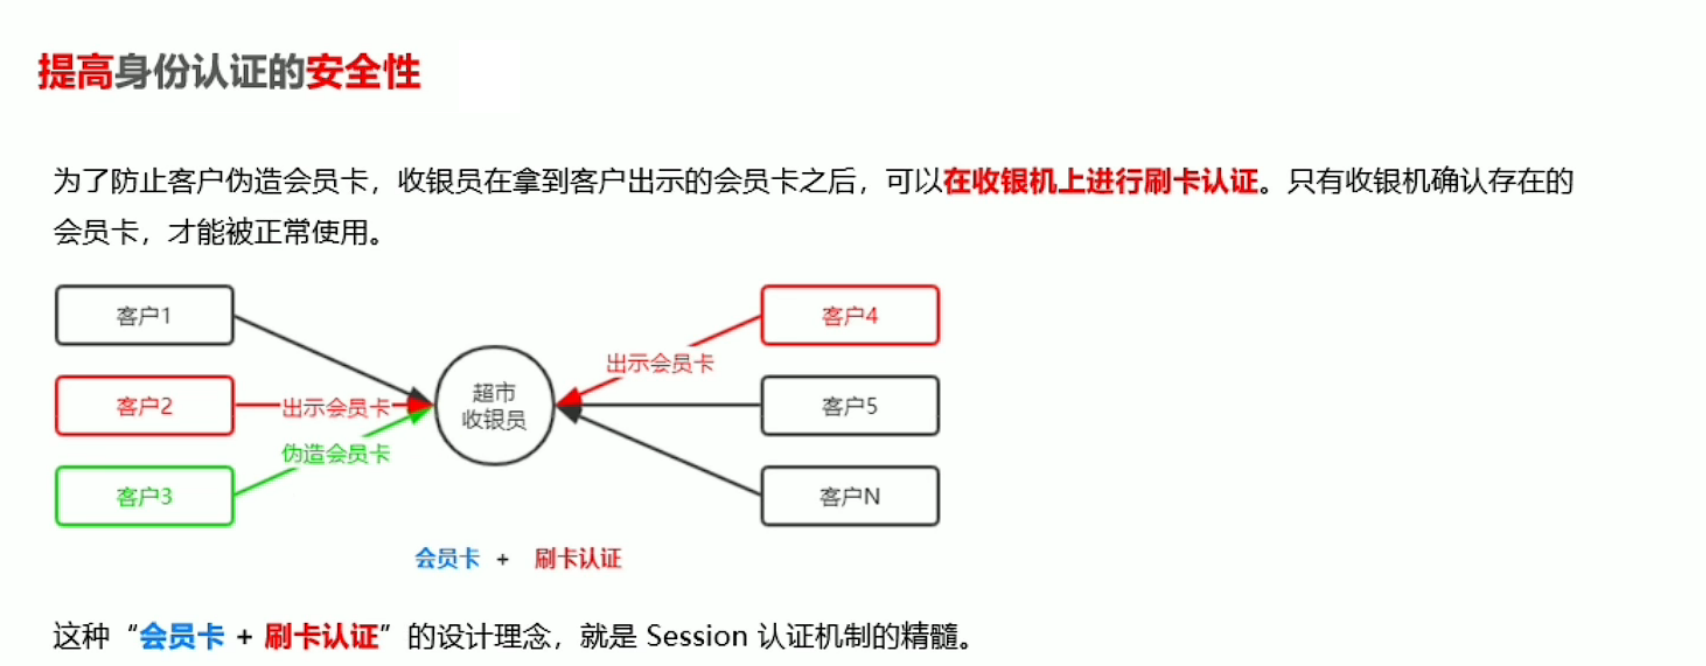 提高身份认证的安全性
为了防止客户伪造会员卡，收银员在拿到客户出示的会员卡之后，可以在收银机上进行刷卡认证。只有收银机确认存在的
会员卡，才能被正常使用。
客户1
客户4
出示会员卡
超市
收银员
客户2
出示会员卡
客户5
伪造会员卡
客户3
客户N
会员卡 + 刷卡认证
这种“会员卡 + 刷卡认证”的设计理念，就是 Session 认证机制的精髓。